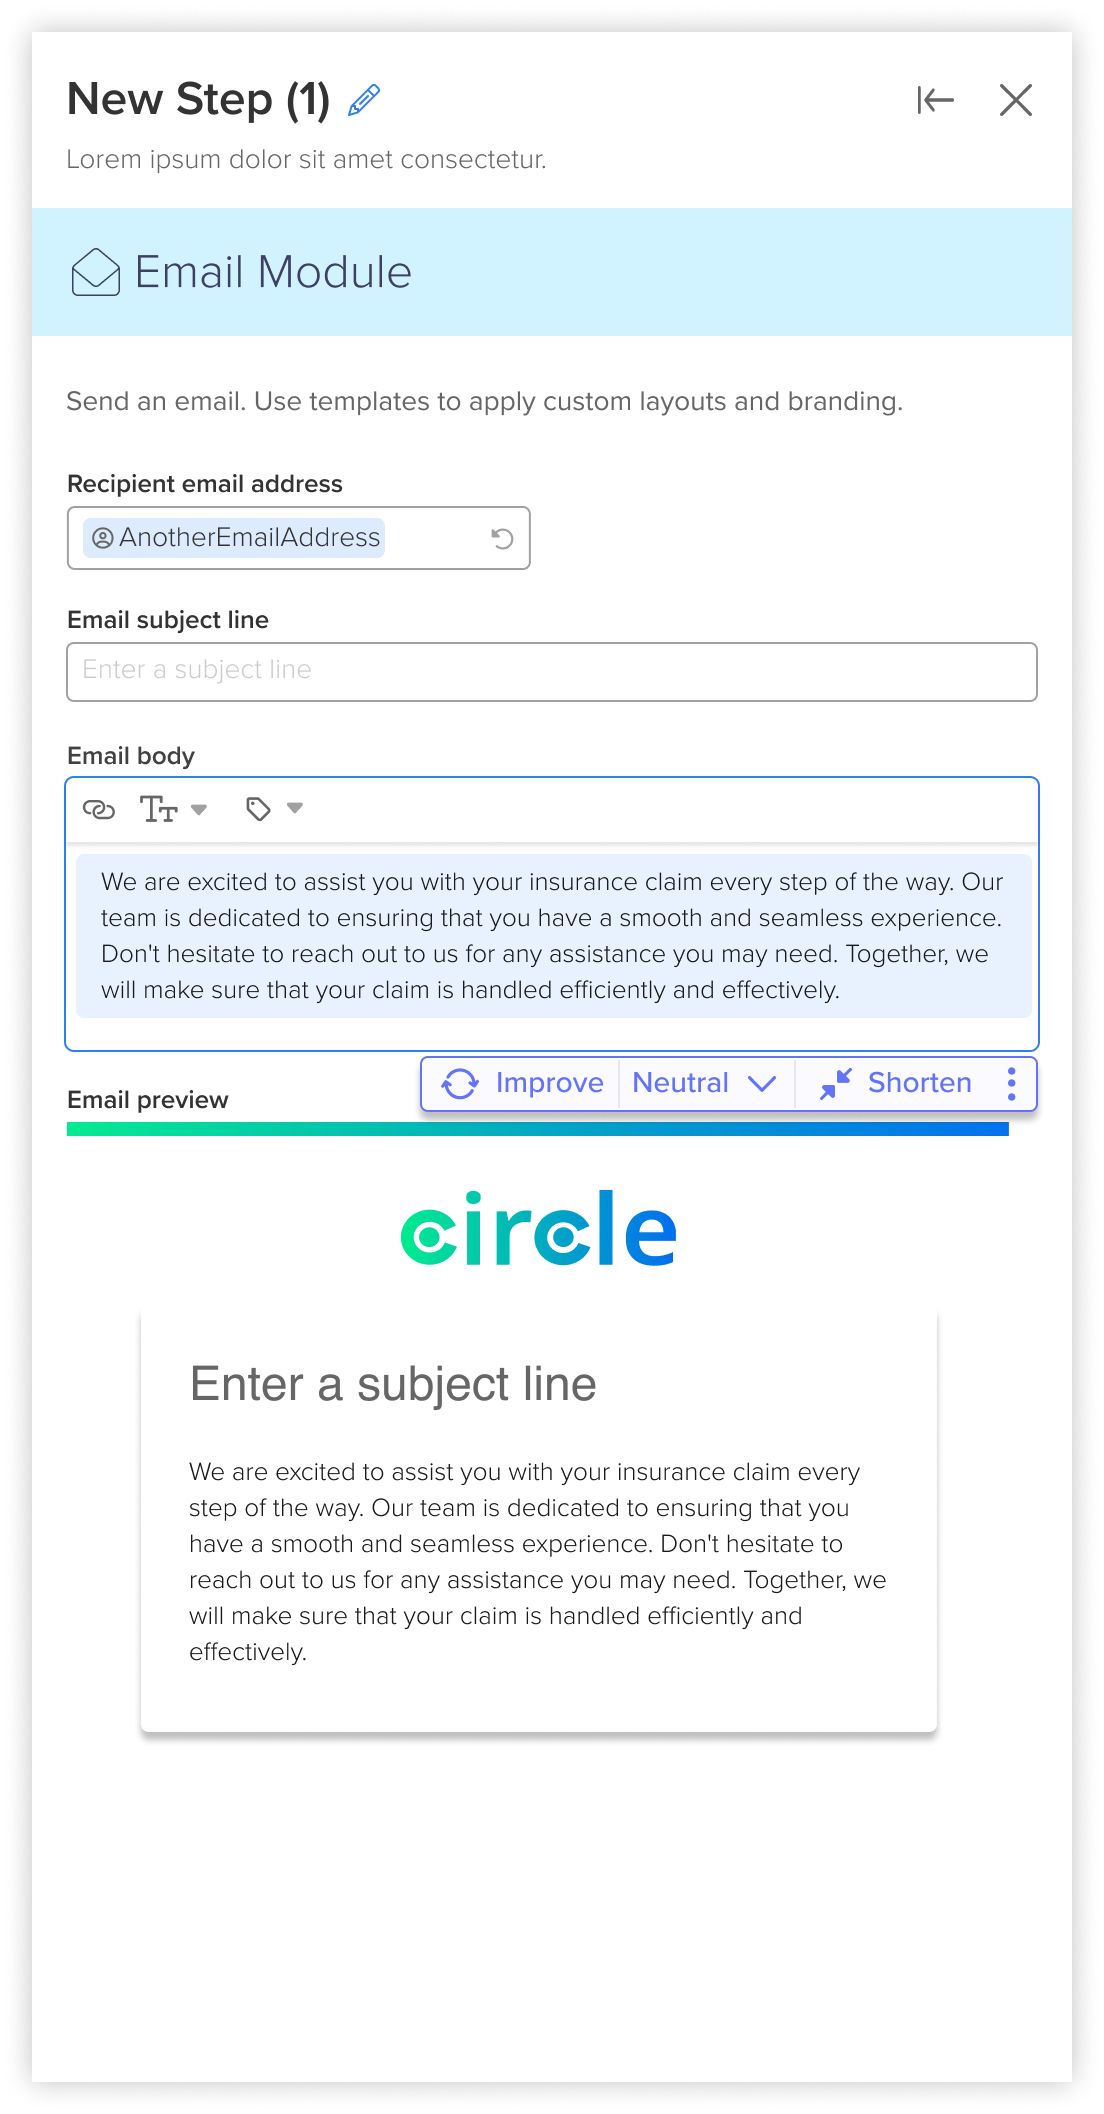 New Step (1)
Lorem ipsum dolor sit amet consectetur.
Email Module
Send an email. Use templates to apply custom layouts and branding.
Recipient email address
AnotherEmailAddress
Email subject line
Enter a subject line
Email body
TT
We are excited to assist you with your insurance claim every step of the way. Our
team is dedicated to ensuring that you have a smooth and seamless experience.
Don't hesitate to reach out to us for any assistance you may need. Together, we
will make sure that your claim is handled efficiently and effectively.
Improve Neutral Shorten
Email preview
circle
Enter a subject line
We are excited to assist you with your insurance claim every
step of the way. Our team is dedicated to ensuring that you
have a smooth and seamless experience. Don't hesitate to
reach out to us for any assistance you may need. Together, we
will make sure that your claim is handled efficiently and
effectively.